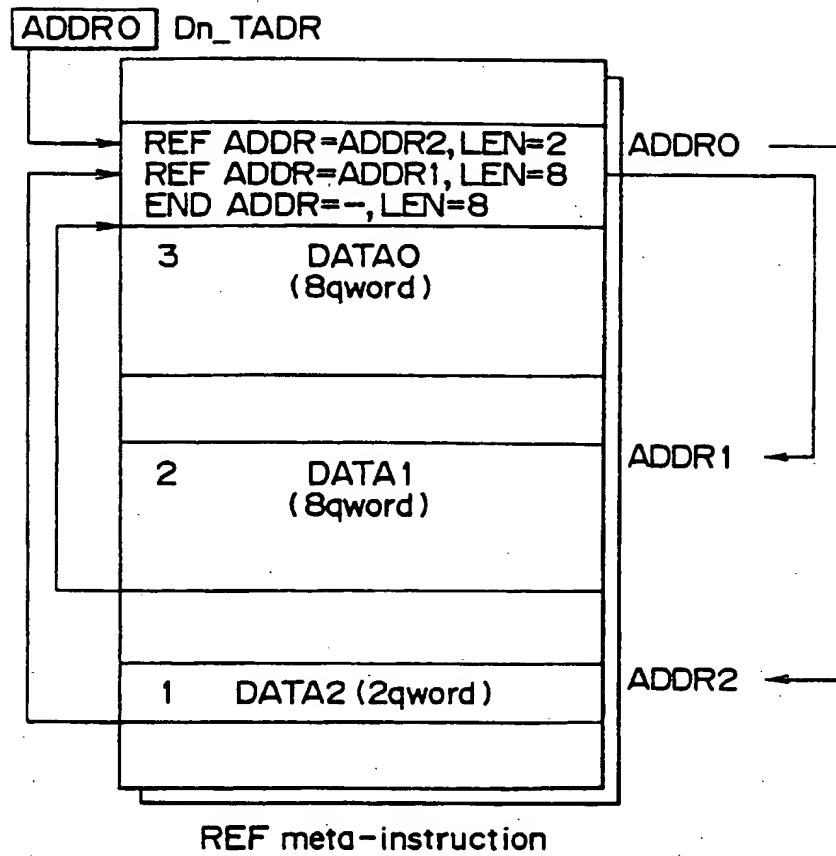 ADDR0 Dn_TADR
REF ADDR=ADDR2, LEN=2 ADDR0
REF ADDR=ADDR1, LEN=8
END ADDR=-, LEN=8
3 DATA0
(8qword)
2 DATA1 ADDR1
(8qword)
1 DATA2 (2qword) ADDR2
REF meta-instruction